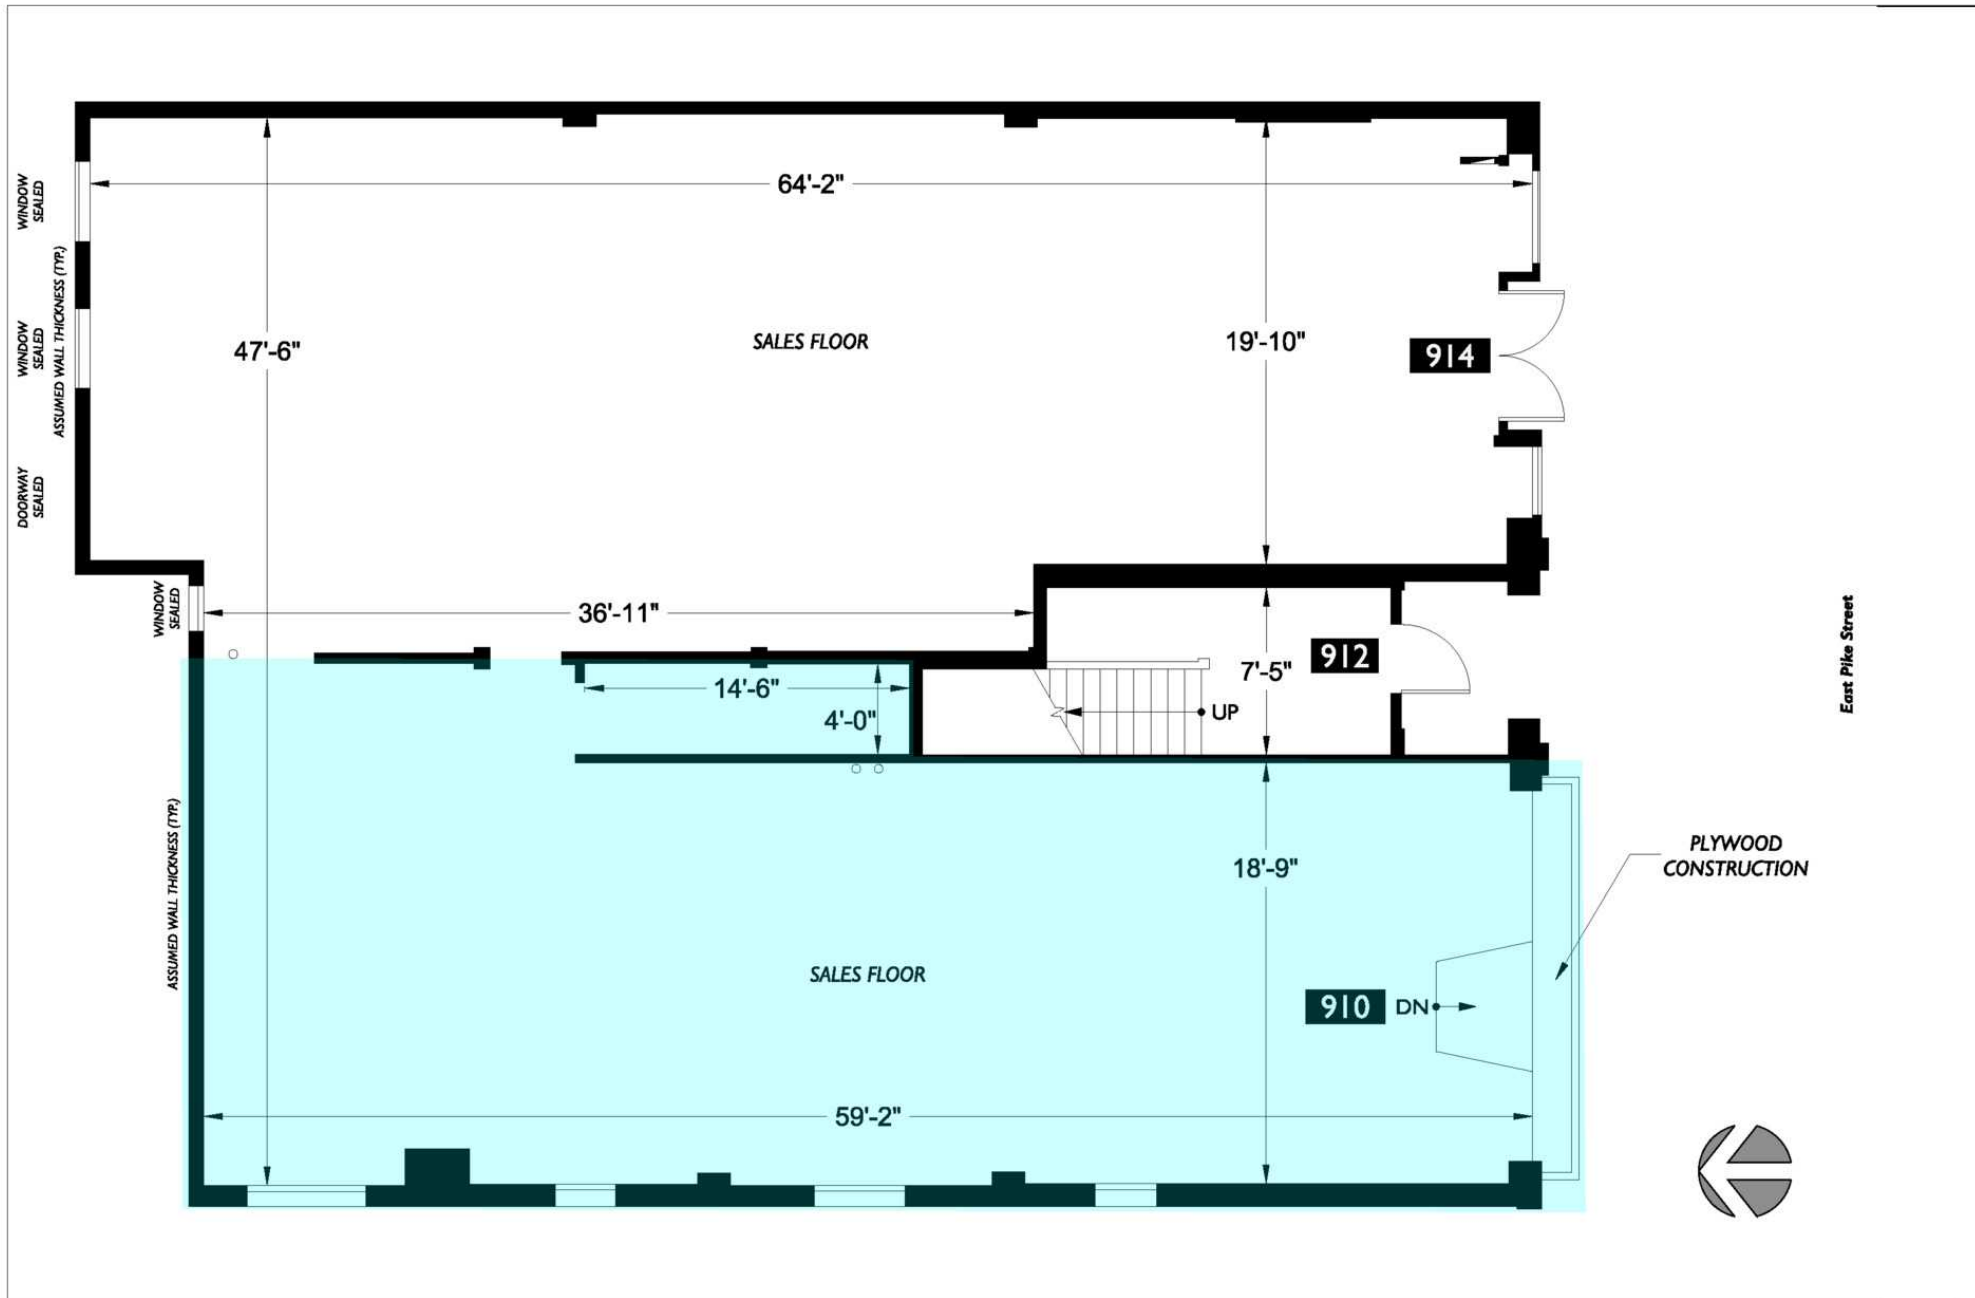 64'-2"
WINDOW
SEALED
ASSUMED WALL THICKNESS (TYP.)
WINDOW
SEALED
47'-6"
SALES FLOOR
19'-10"
914
DOORWAY
SEALED
WINDOW
SEALED
36'-11"
912
7'-5"
East Pike Street
14'-6"
4'-0"
UP
ASSUMED WALL THICKNESS (TYP.)
18'-9"
PLYWOOD
CONSTRUCTION
SALES FLOOR
910
DN
59'-2"